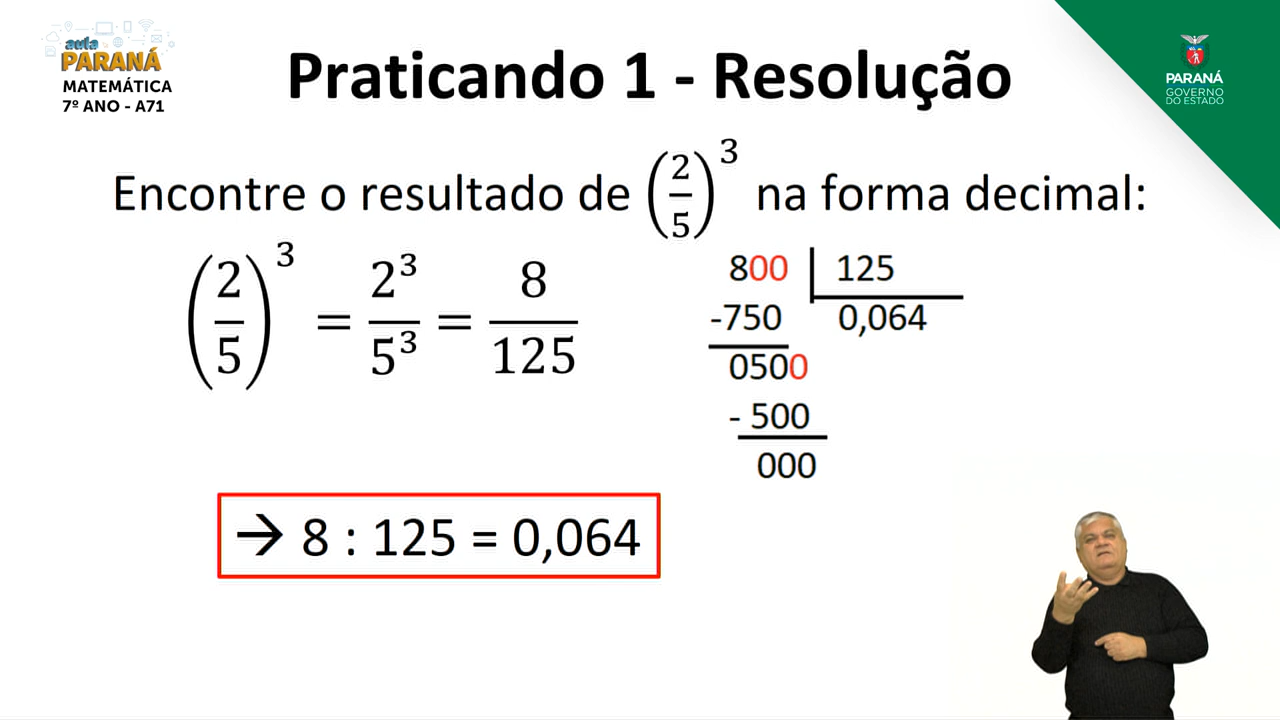 aula
PARANÁ
MATEMÁTICA
7º ANO - A71
Praticando 1 - Resolução
PARANÁ
GOVERNO
DO ESTADO
Encontre o resultado de (2/5)³ na forma decimal:
(2/5)³ = 2³/5³ = 8/125
800 | 125
-750 0,064
0500
- 500
000
→ 8 : 125 = 0,064